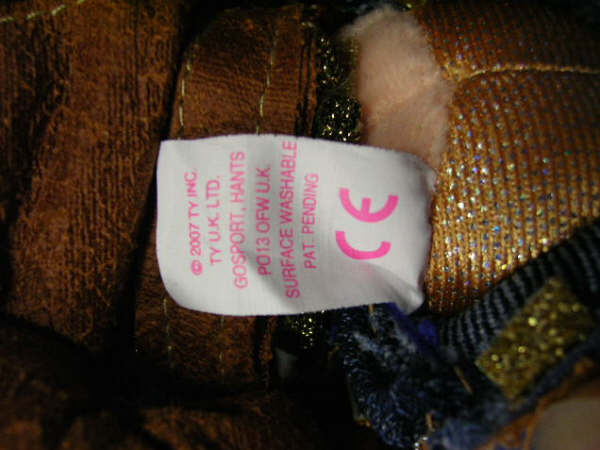 © 2007 TY INC.
TY U.K. LTD.
GOSPORT, HANTS
PO13 OFW U.K.
SURFACE WASHABLE
PAT. PENDING
CE